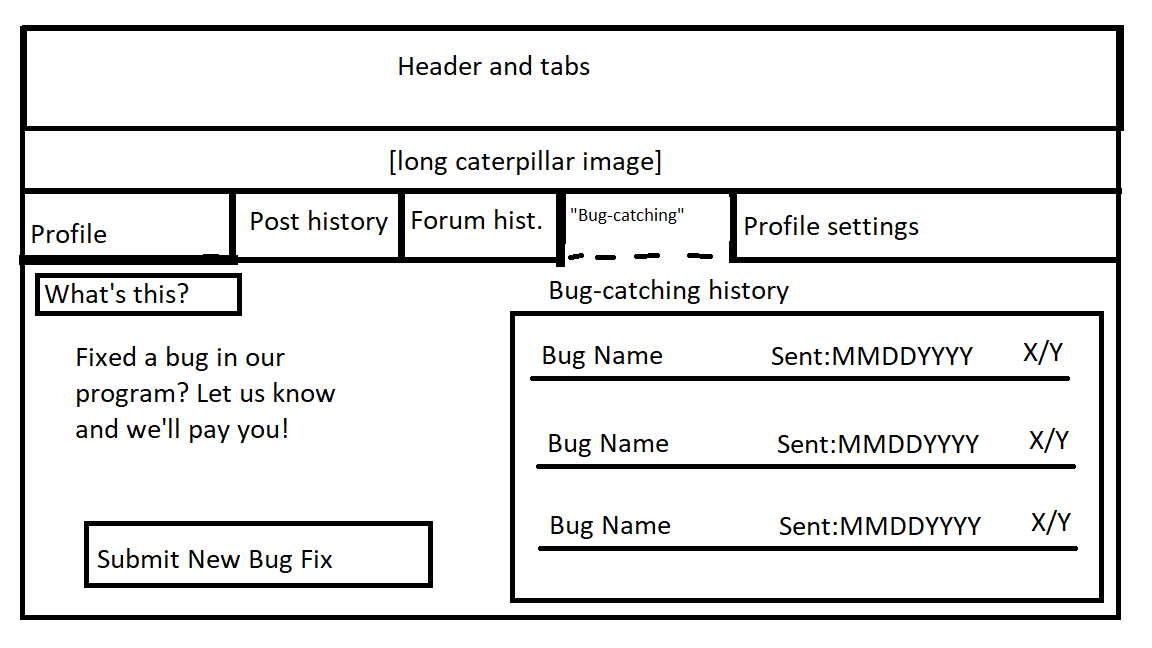 Header and tabs
[long caterpillar image]
Profile
Post history
Forum hist.
"Bug-catching"
Profile settings
What's this?
Fixed a bug in our
program? Let us know
and we'll pay you!
Submit New Bug Fix
Bug-catching history
Bug Name Sent:MMDDYYYY X/Y
Bug Name Sent:MMDDYYYY X/Y
Bug Name Sent:MMDDYYYY X/Y